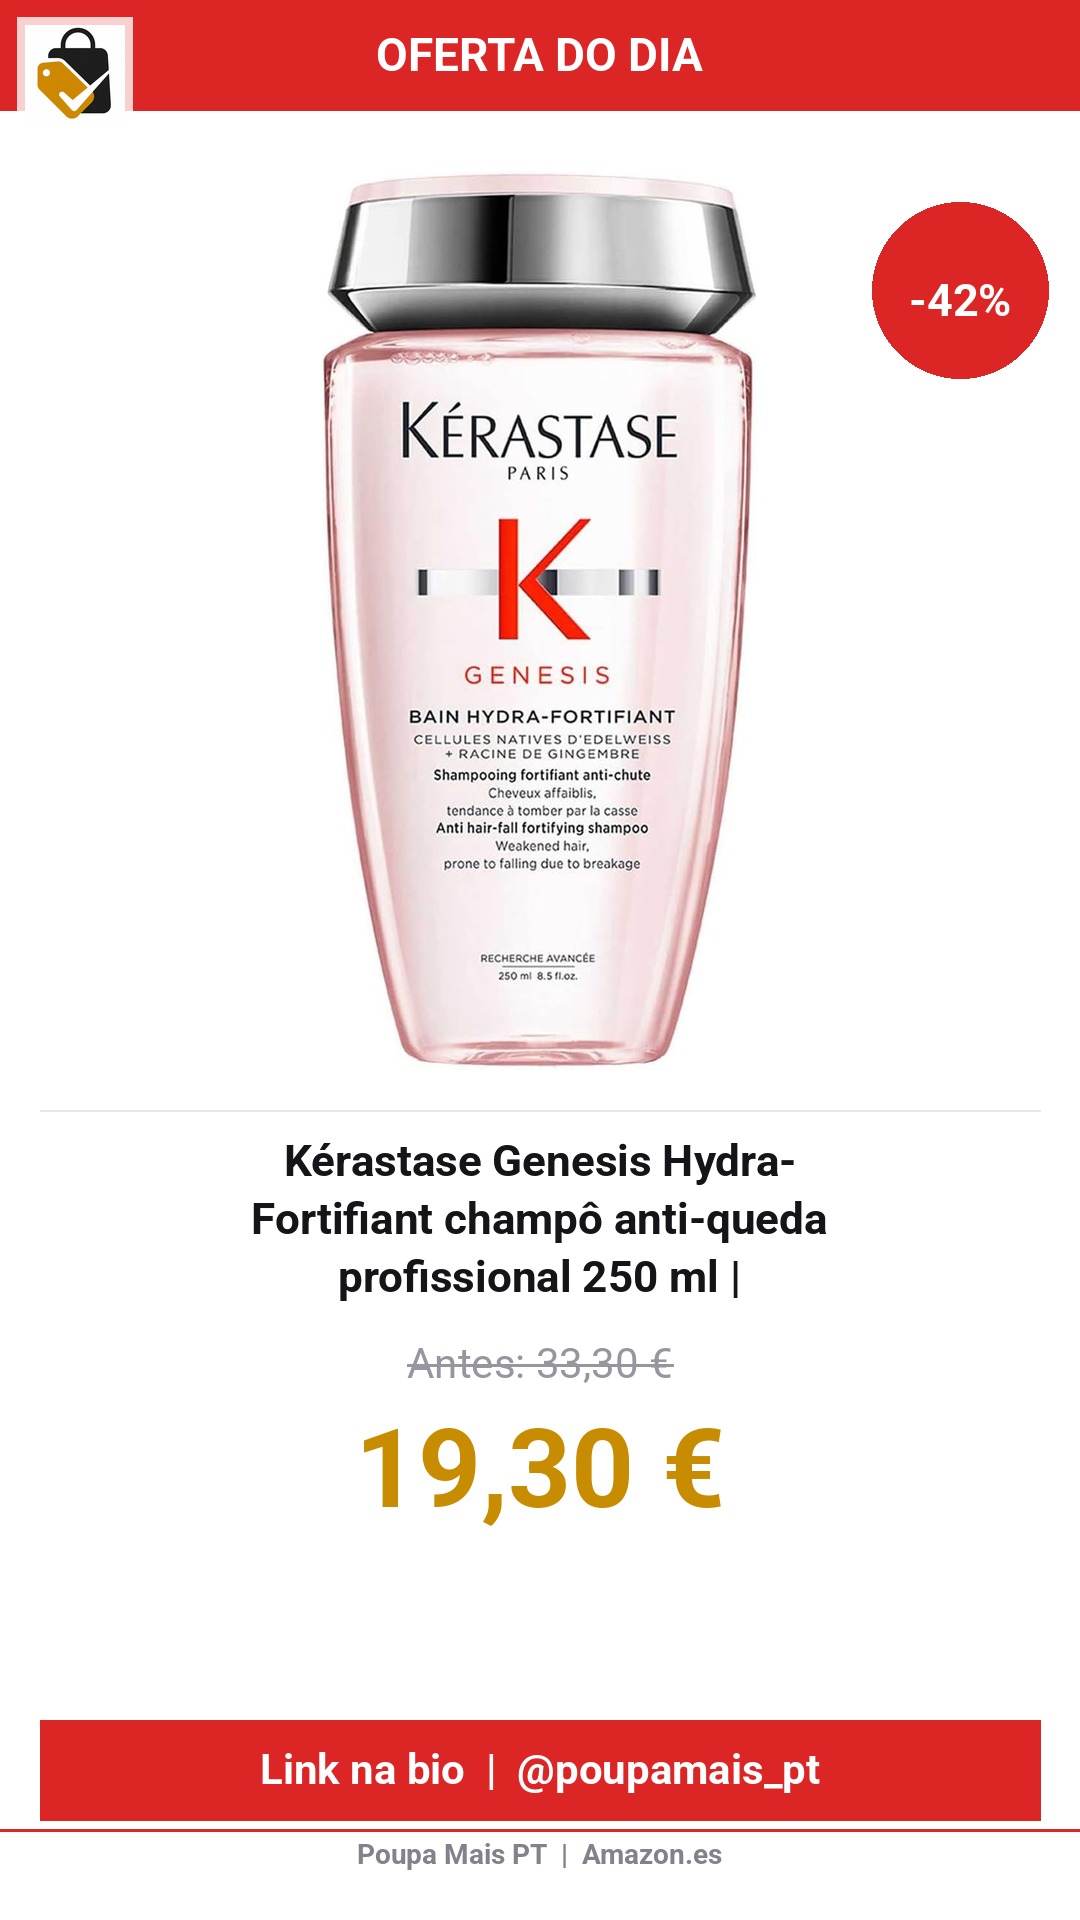 OFERTA DO DIA
-42%
KÉRASTASE
PARIS
K
GENESIS
BAIN HYDRA-FORTIFIANT
CELLULES NATIVES D'EDELWEISS
+ RACINE DE GINGEMBRE
Shampooing fortifiant anti-chute
Cheveux affaiblis,
tendance à tomber par la casse
Anti hair-fall fortifying shampoo
Weakened hair,
prone to falling due to breakage
RECHERCHE AVANCÉE
250 ml 8.5 fl.oz.
Kérastase Genesis Hydra-
Fortifiant champô anti-queda
profissional 250 ml |
Antes: 33,30 €
19,30 €
Link na bio | @poupamais_pt
Poupa Mais PT | Amazon.es